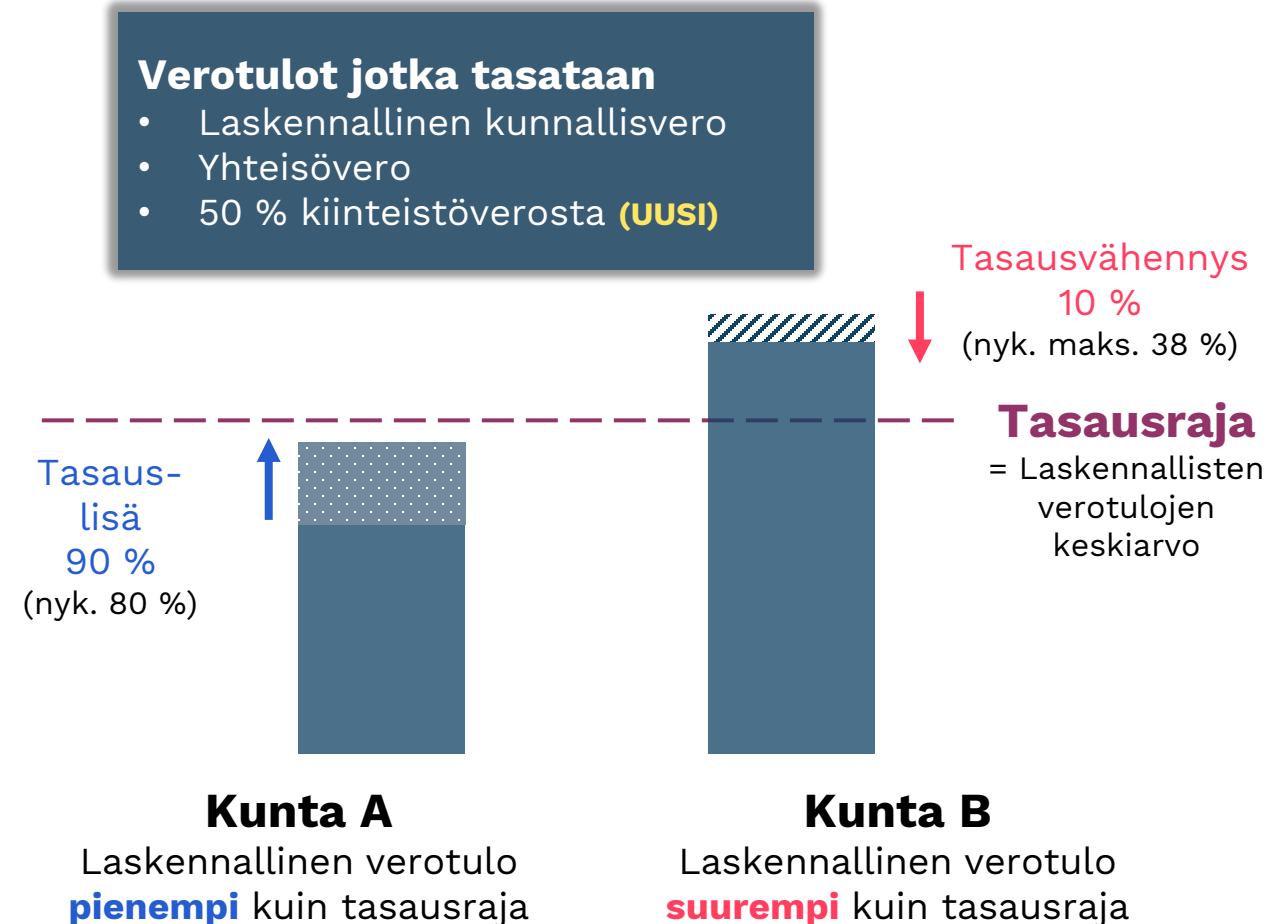 Verotulot jotka tasataan
• Laskennallinen kunnallisvero
• Yhteisövero
• 50 % kiinteistöverosta (UUSI)
Tasausvähennys
10 %
(nyk. maks. 38 %)
Tasausraja
= Laskennallisten
verotulojen
keskiarvo
Tasaus-
lisä
90 %
(nyk. 80 %)
Kunta A
Laskennallinen verotulo
pienempi kuin tasausraja
Kunta B
Laskennallinen verotulo
suurempi kuin tasausraja